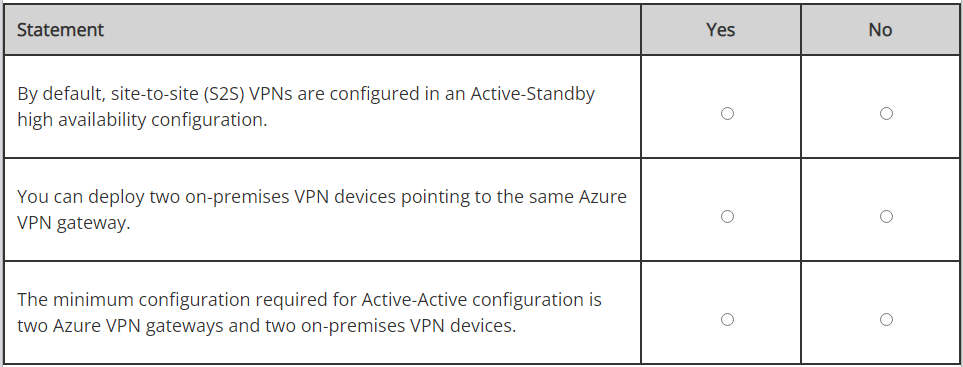 Statement Yes No
By default, site-to-site (S2S) VPNs are configured in an Active-Standby
high availability configuration.
You can deploy two on-premises VPN devices pointing to the same Azure
VPN gateway.
The minimum configuration required for Active-Active configuration is
two Azure VPN gateways and two on-premises VPN devices.